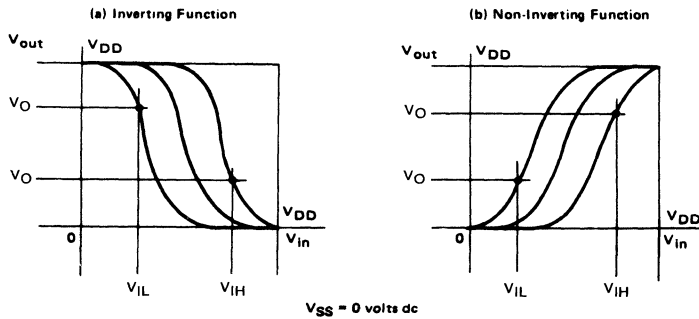 (a) Inverting Function
(b) Non-Inverting Function
Vout
VDD
VO
VO
0
VDD
Vin
VIL
VIH
Vout
VDD
VO
VO
0
VDD
Vin
VIL
VIH
VSS = 0 volts dc